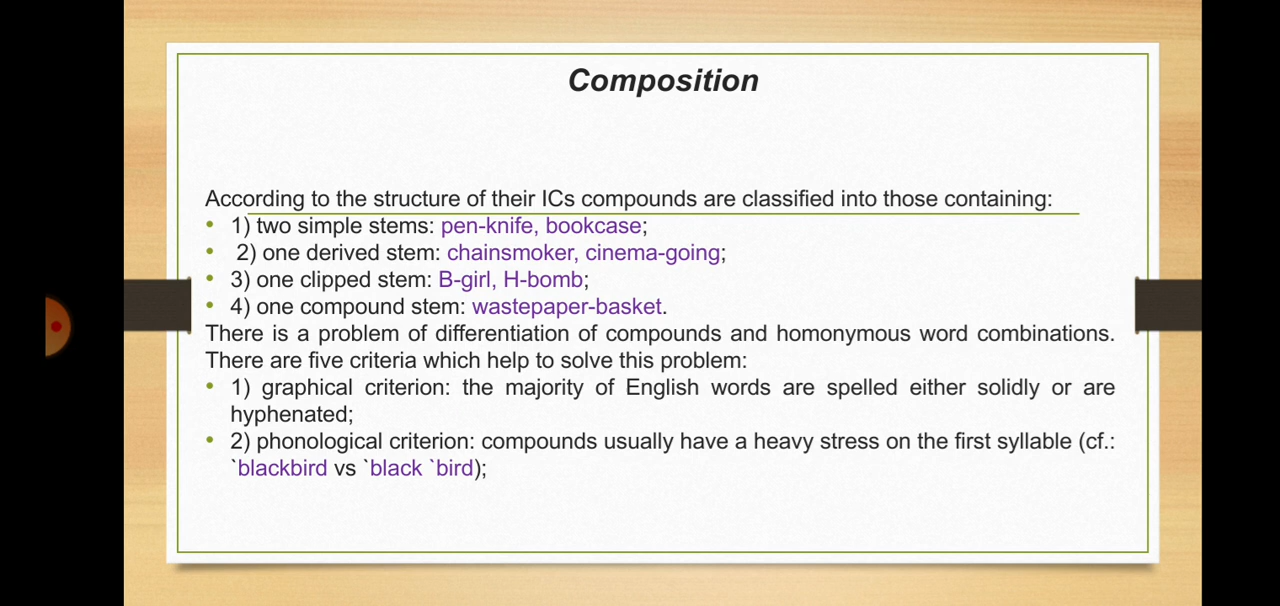 Composition
According to the structure of their ICs compounds are classified into those containing:
• 1) two simple stems: pen-knife, bookcase;
• 2) one derived stem: chainsmoker, cinema-going;
• 3) one clipped stem: B-girl, H-bomb;
• 4) one compound stem: wastepaper-basket.
There is a problem of differentiation of compounds and homonymous word combinations.
There are five criteria which help to solve this problem:
• 1) graphical criterion: the majority of English words are spelled either solidly or are
hyphenated;
• 2) phonological criterion: compounds usually have a heavy stress on the first syllable (cf.:
`blackbird vs `black `bird);